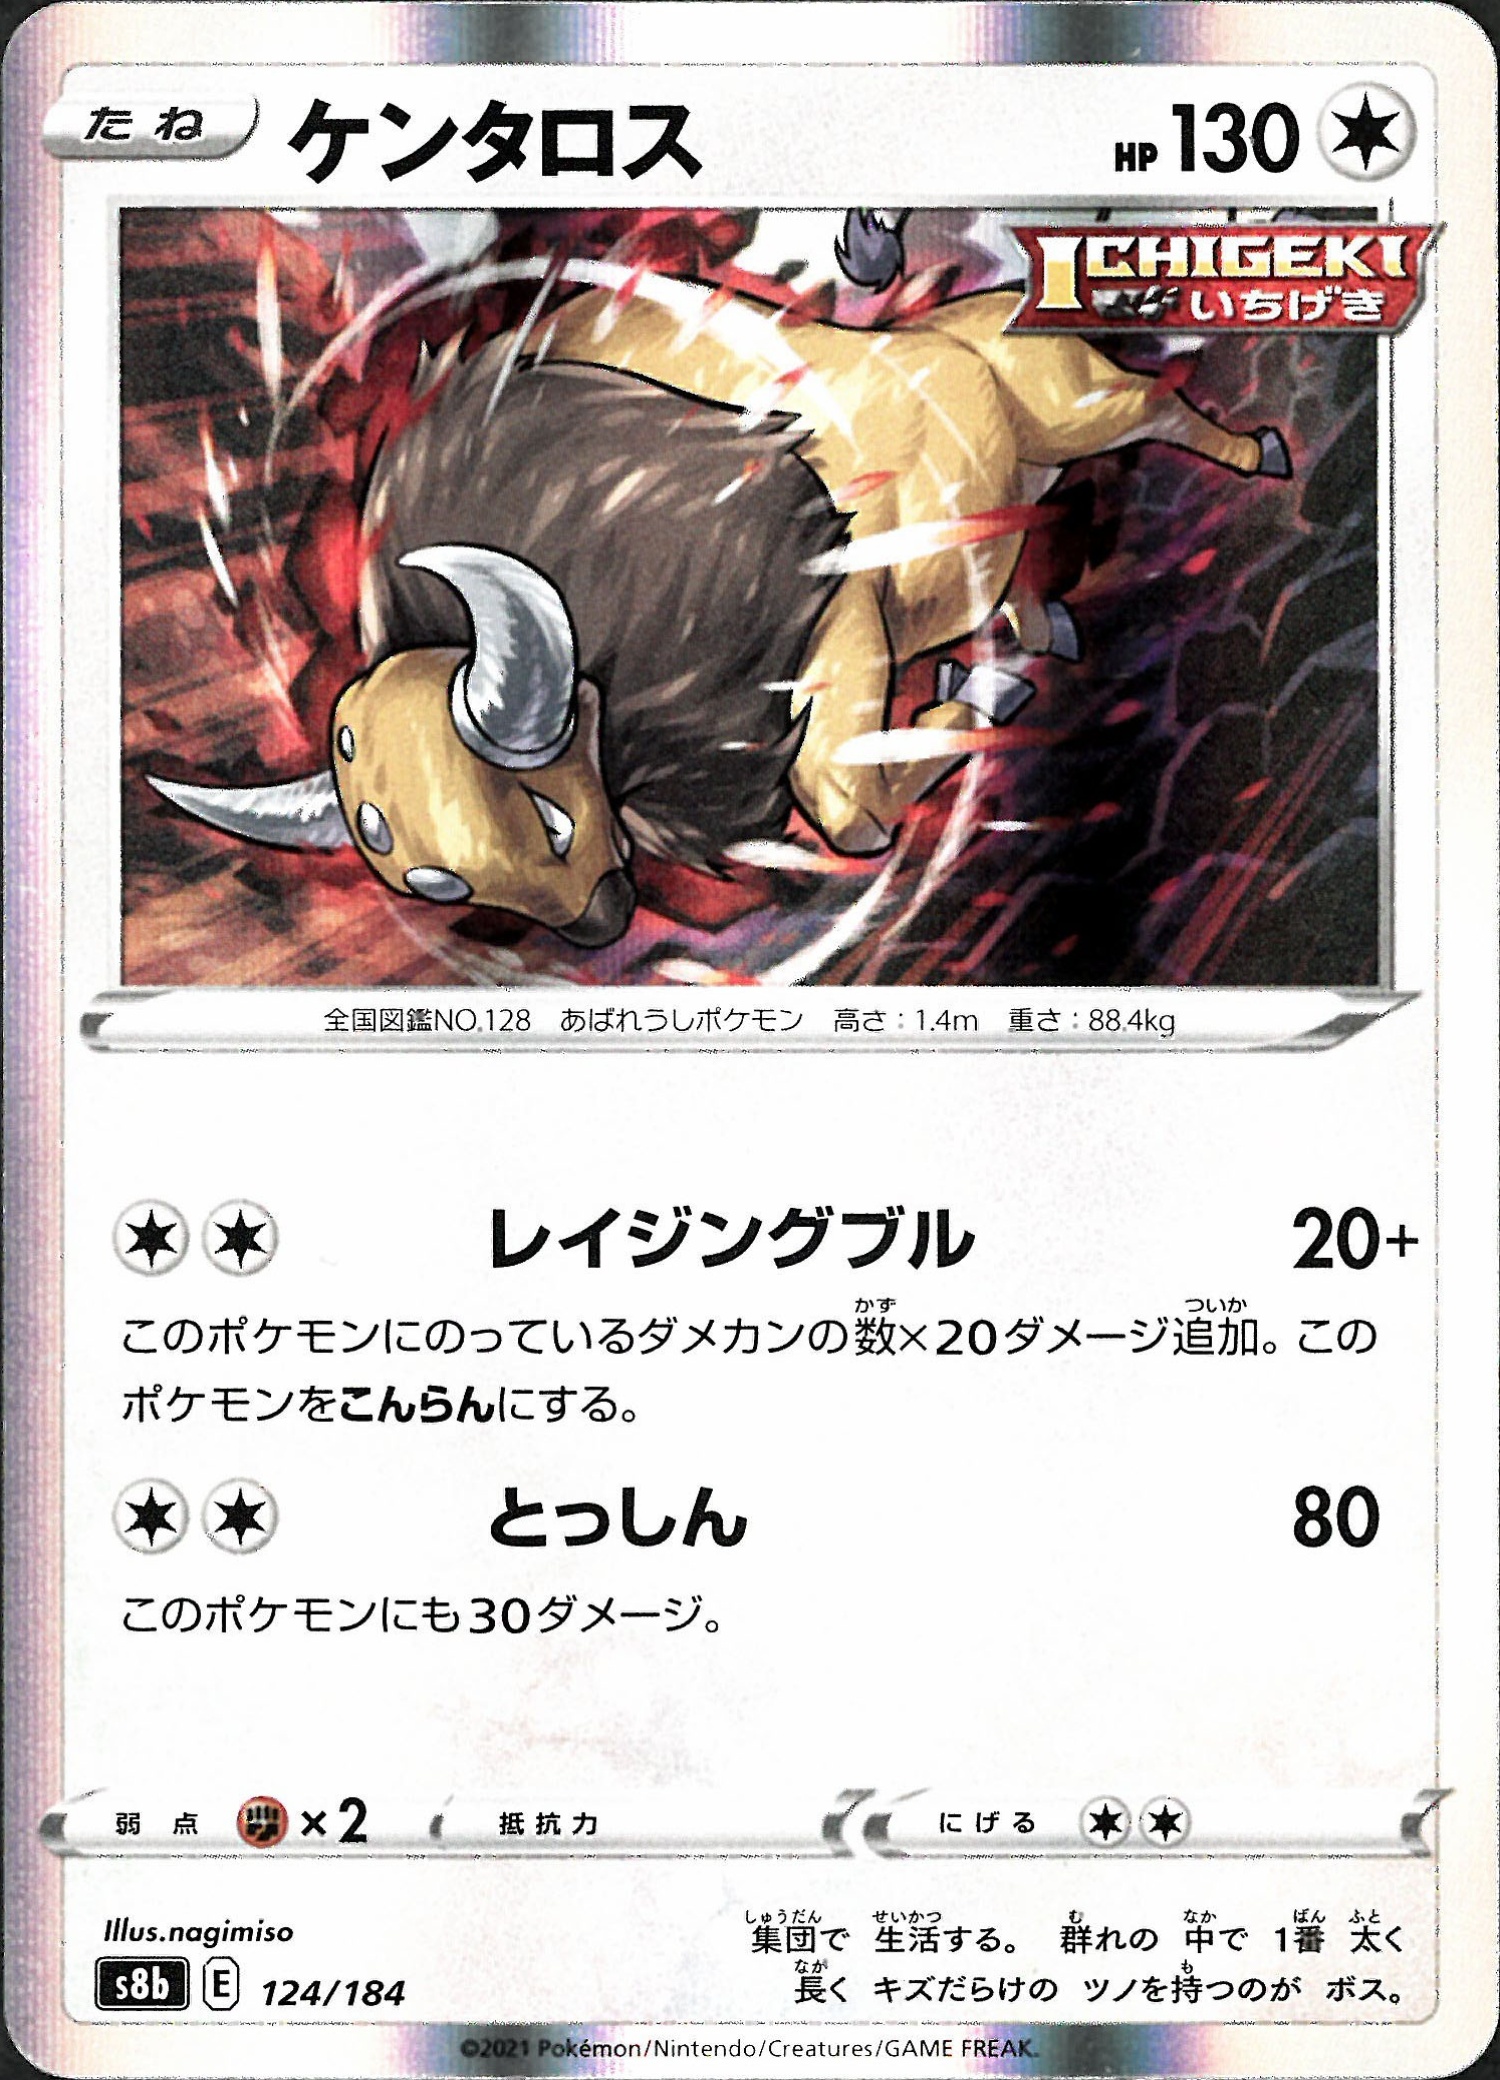 たね ケンタロス HP 130
ICHIGEKI
いちげき
全国図鑑NO.128 あばれうしポケモン 高さ:1.4m 重さ:88.4kg
レイジングブル 20+
このポケモンにのっているダメカンの数×20ダメージ追加。この
ポケモンをこんらんにする。
とっしん 80
このポケモンにも30ダメージ。
弱点 ×2 抵抗力 にげる
Illus.nagimiso
集団で 生活する。 群れの 中で 1番 太く
長く キズだらけの ツノを持つのが ボス。
s8b E 124/184
©2021 Pokémon/Nintendo/Creatures/GAME FREAK.